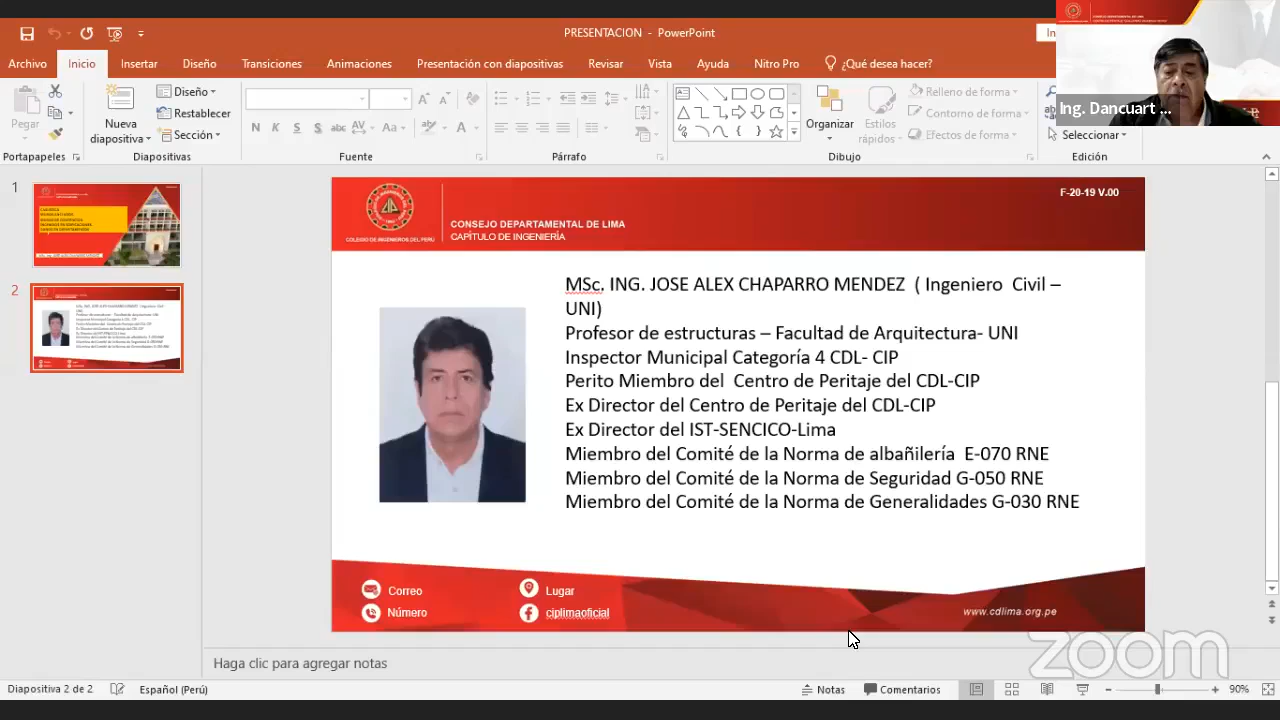 PRESENTACION - PowerPoint
Archivo Inicio Insertar Diseño Transiciones Animaciones Presentación con diapositivas Revisar Vista Ayuda Nitro Pro ¿Qué desea hacer?
Pegar
Nueva diapositiva
Diseño
Restablecer
Sección
N K S S abc AV Aa
Organizar
Estilos rápidos
Relleno de forma
Contorno de forma
Efectos de forma
Seleccionar
Portapapeles Diapositivas Fuente Párrafo Dibujo Edición
Ing. Dancuart ...
1
2
COLEGIO DE INGENIEROS DEL PERÚ
CONSEJO DEPARTAMENTAL DE LIMA
CAPÍTULO DE INGENIERÍA
F-20-19 V.00
MSc. ING. JOSE ALEX CHAPARRO MENDEZ ( Ingeniero Civil –
UNI)
Profesor de estructuras – Facultad de Arquitectura- UNI
Inspector Municipal Categoría 4 CDL- CIP
Perito Miembro del Centro de Peritaje del CDL-CIP
Ex Director del Centro de Peritaje del CDL-CIP
Ex Director del IST-SENCICO-Lima
Miembro del Comité de la Norma de albañilería E-070 RNE
Miembro del Comité de la Norma de Seguridad G-050 RNE
Miembro del Comité de la Norma de Generalidades G-030 RNE
Correo
Lugar
Número
ciplimaoficial
www.cdlima.org.pe
zoom
Haga clic para agregar notas
Diapositiva 2 de 2 Español (Perú) Notas Comentarios 90%